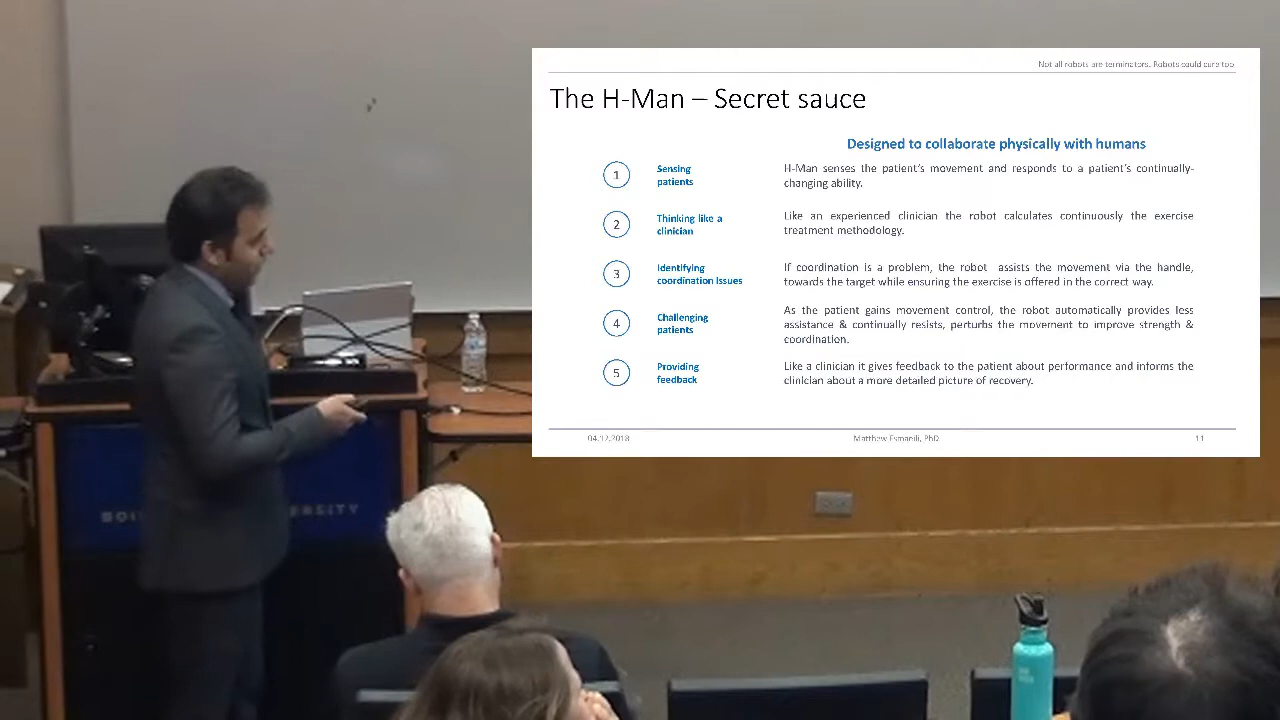 Not all robots are terminators. Robots could cure too
The H-Man – Secret sauce
Designed to collaborate physically with humans
1
Sensing
patients
H-Man senses the patient's movement and responds to a patient's continually-
changing ability.
2
Thinking like a
clinician
Like an experienced clinician the robot calculates continuously the exercise
treatment methodology.
3
Identifying
coordination issues
If coordination is a problem, the robot assists the movement via the handle,
towards the target while ensuring the exercise is offered in the correct way.
4
Challenging
patients
As the patient gains movement control, the robot automatically provides less
assistance & continually resists, perturbs the movement to improve strength &
coordination.
5
Providing
feedback
Like a clinician it gives feedback to the patient about performance and informs the
clinician about a more detailed picture of recovery.
04.12.2018
Matthew Esmaeili, PhD
11